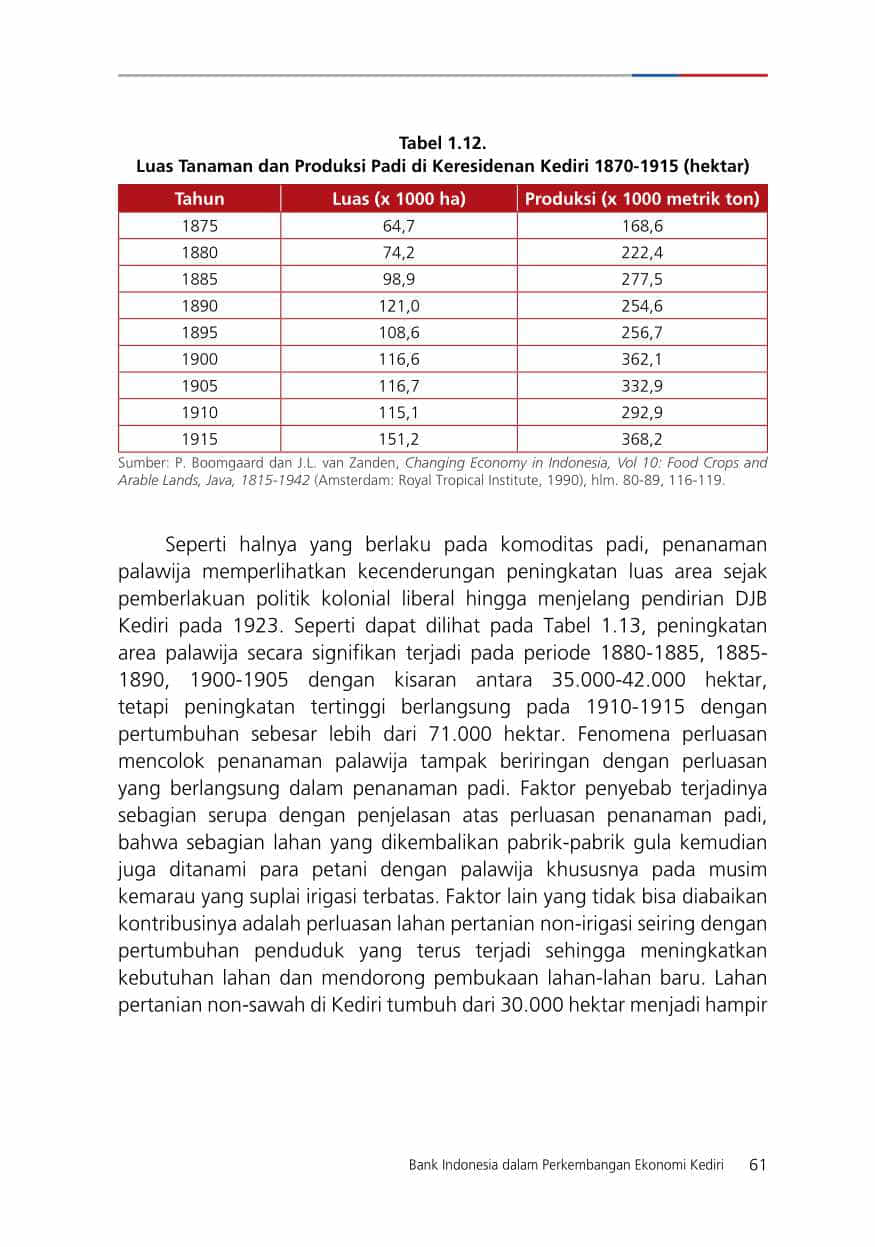 Tabel 1.12.
Luas Tanaman dan Produksi Padi di Keresidenan Kediri 1870-1915 (hektar)
Tahun Luas (x 1000 ha) Produksi (x 1000 metrik ton)
1875 64,7 168,6
1880 74,2 222,4
1885 98,9 277,5
1890 121,0 254,6
1895 108,6 256,7
1900 116,6 362,1
1905 116,7 332,9
1910 115,1 292,9
1915 151,2 368,2
Sumber: P. Boomgaard dan J.L. van Zanden, Changing Economy in Indonesia, Vol 10: Food Crops and
Arable Lands, Java, 1815-1942 (Amsterdam: Royal Tropical Institute, 1990), hlm. 80-89, 116-119.
Seperti halnya yang berlaku pada komoditas padi, penanaman
palawija memperlihatkan kecenderungan peningkatan luas area sejak
pemberlakuan politik kolonial liberal hingga menjelang pendirian DJB
Kediri pada 1923. Seperti dapat dilihat pada Tabel 1.13, peningkatan
area palawija secara signifikan terjadi pada periode 1880-1885, 1885-
1890, 1900-1905 dengan kisaran antara 35.000-42.000 hektar,
tetapi peningkatan tertinggi berlangsung pada 1910-1915 dengan
pertumbuhan sebesar lebih dari 71.000 hektar. Fenomena perluasan
mencolok penanaman palawija tampak beriringan dengan perluasan
yang berlangsung dalam penanaman padi. Faktor penyebab terjadinya
sebagian serupa dengan penjelasan atas perluasan penanaman padi,
bahwa sebagian lahan yang dikembalikan pabrik-pabrik gula kemudian
juga ditanami para petani dengan palawija khususnya pada musim
kemarau yang suplai irigasi terbatas. Faktor lain yang tidak bisa diabaikan
kontribusinya adalah perluasan lahan pertanian non-irigasi seiring dengan
pertumbuhan penduduk yang terus terjadi sehingga meningkatkan
kebutuhan lahan dan mendorong pembukaan lahan-lahan baru. Lahan
pertanian non-sawah di Kediri tumbuh dari 30.000 hektar menjadi hampir
Bank Indonesia dalam Perkembangan Ekonomi Kediri 61